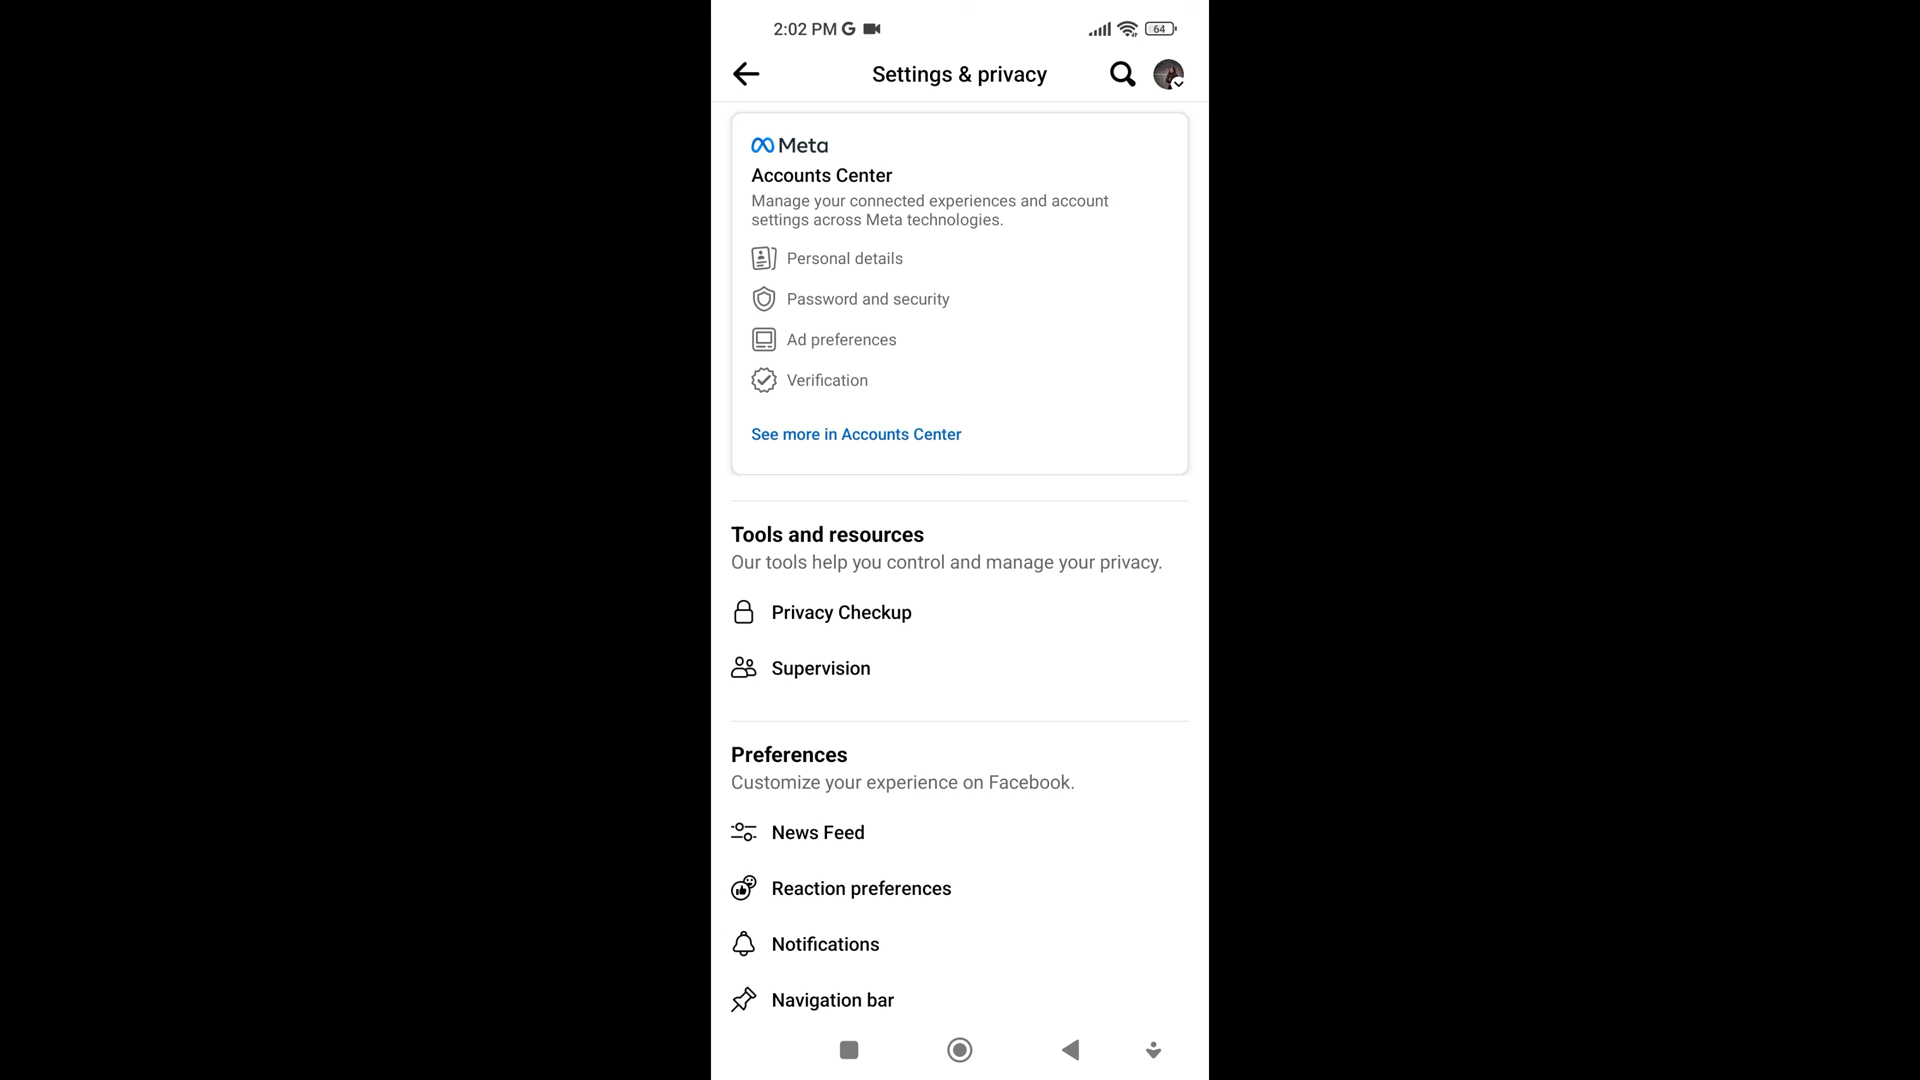 2:02 PM
64
Settings & privacy
Meta
Accounts Center
Manage your connected experiences and account
settings across Meta technologies.
Personal details
Password and security
Ad preferences
Verification
See more in Accounts Center
Tools and resources
Our tools help you control and manage your privacy.
Privacy Checkup
Supervision
Preferences
Customize your experience on Facebook.
News Feed
Reaction preferences
Notifications
Navigation bar